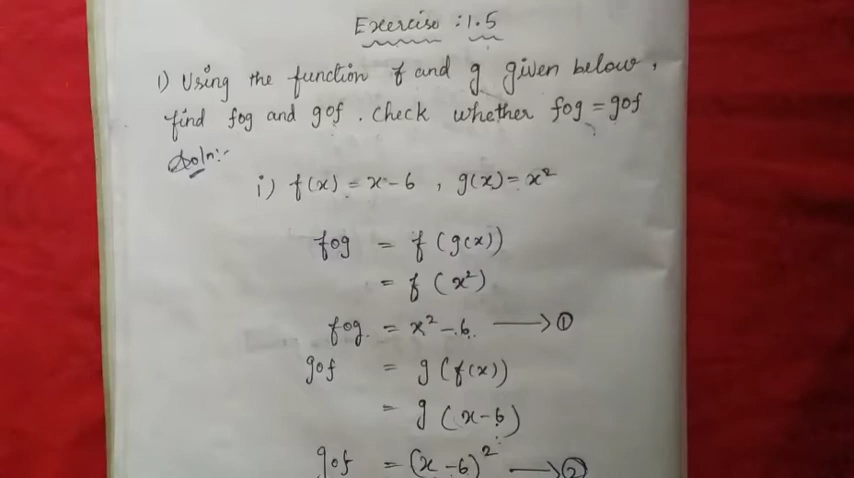 Exercise : 1.5
1) Using the function f and g given below,
find fog and gof. Check whether fog = gof
Soln:-
i) f(x) = x-6 , g(x) = x²
fog = f (g(x))
= f (x²)
fog = x² - 6 ⟶ ①
gof = g (f(x))
= g (x-6)
gof = (x-6)² ⟶ ②